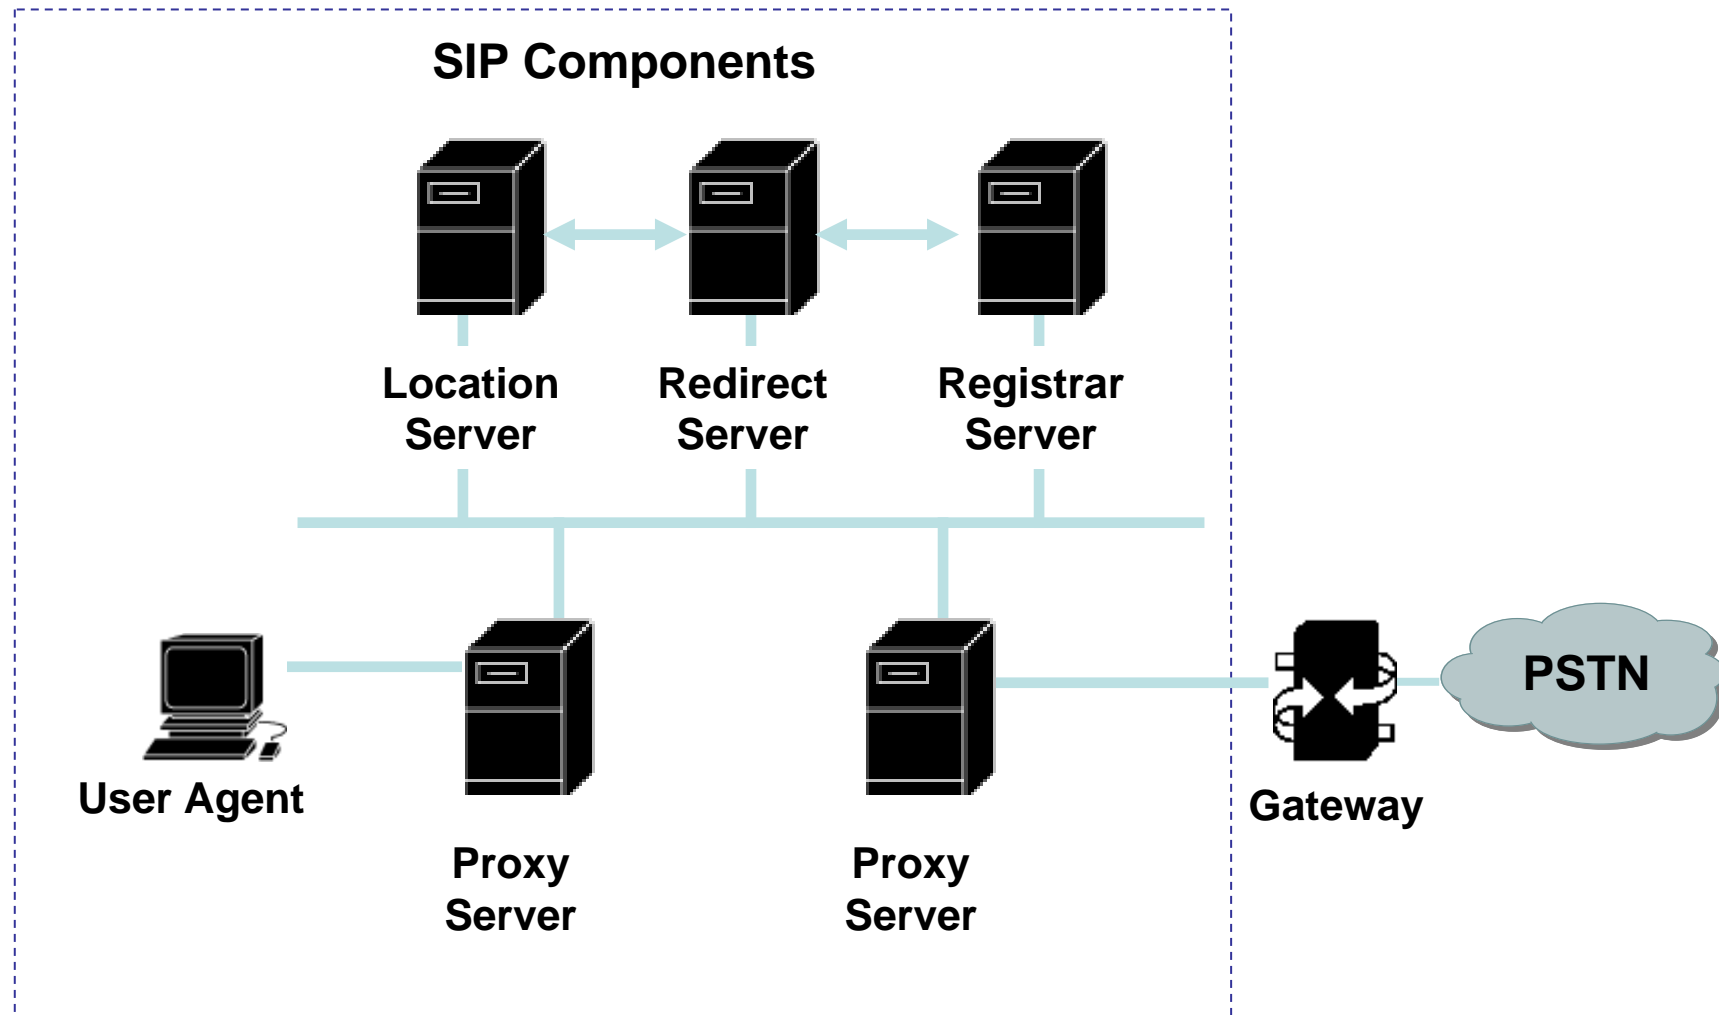 SIP Components
Location
Server
Redirect
Server
Registrar
Server
User Agent
Proxy
Server
Proxy
Server
Gateway
PSTN